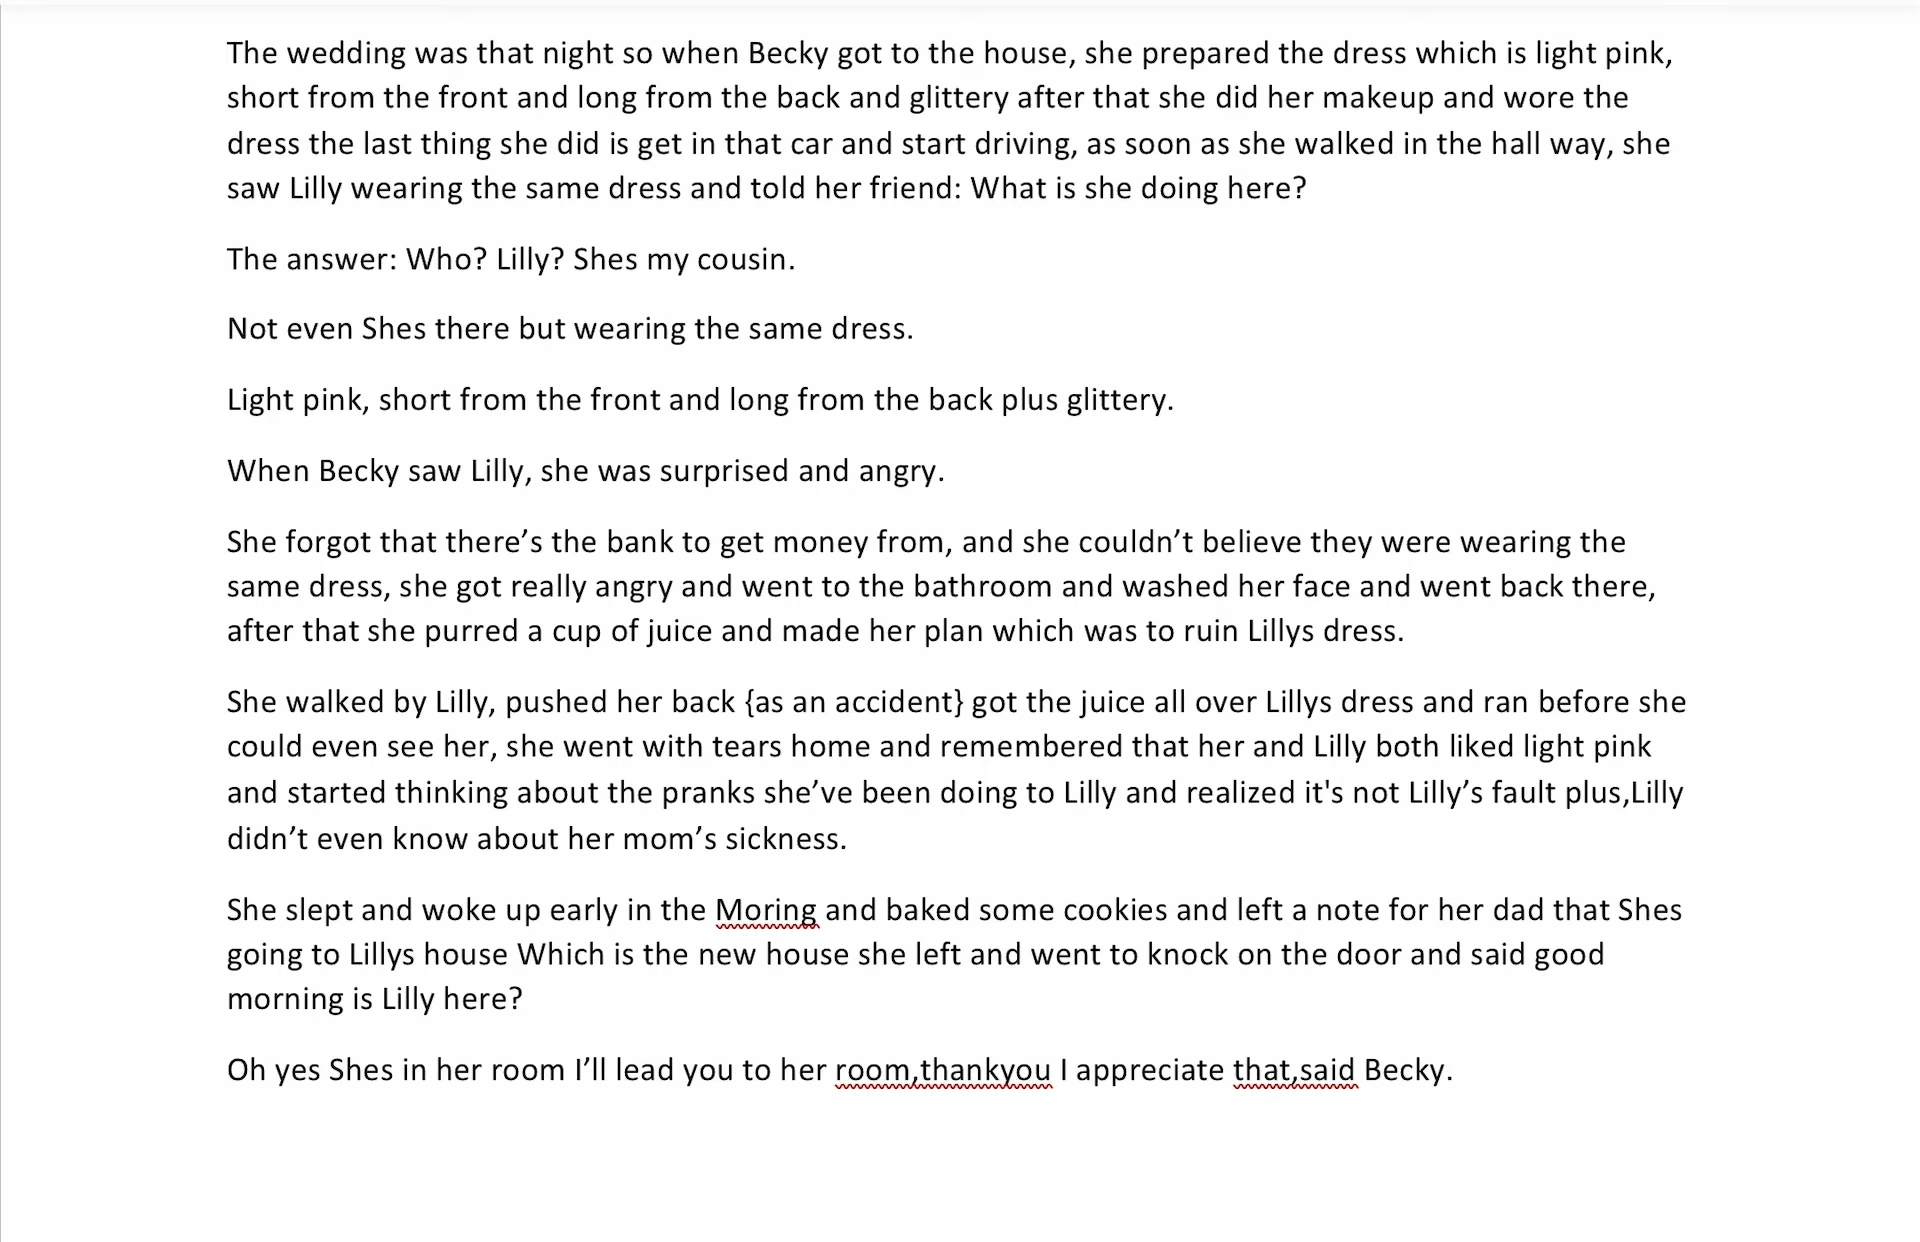 The wedding was that night so when Becky got to the house, she prepared the dress which is light pink,
short from the front and long from the back and glittery after that she did her makeup and wore the
dress the last thing she did is get in that car and start driving, as soon as she walked in the hall way, she
saw Lilly wearing the same dress and told her friend: What is she doing here?
The answer: Who? Lilly? Shes my cousin.
Not even Shes there but wearing the same dress.
Light pink, short from the front and long from the back plus glittery.
When Becky saw Lilly, she was surprised and angry.
She forgot that there’s the bank to get money from, and she couldn’t believe they were wearing the
same dress, she got really angry and went to the bathroom and washed her face and went back there,
after that she purred a cup of juice and made her plan which was to ruin Lillys dress.
She walked by Lilly, pushed her back {as an accident} got the juice all over Lillys dress and ran before she
could even see her, she went with tears home and remembered that her and Lilly both liked light pink
and started thinking about the pranks she’ve been doing to Lilly and realized it's not Lilly’s fault plus,Lilly
didn’t even know about her mom’s sickness.
She slept and woke up early in the Moring and baked some cookies and left a note for her dad that Shes
going to Lillys house Which is the new house she left and went to knock on the door and said good
morning is Lilly here?
Oh yes Shes in her room I’ll lead you to her room,thankyou I appreciate that,said Becky.